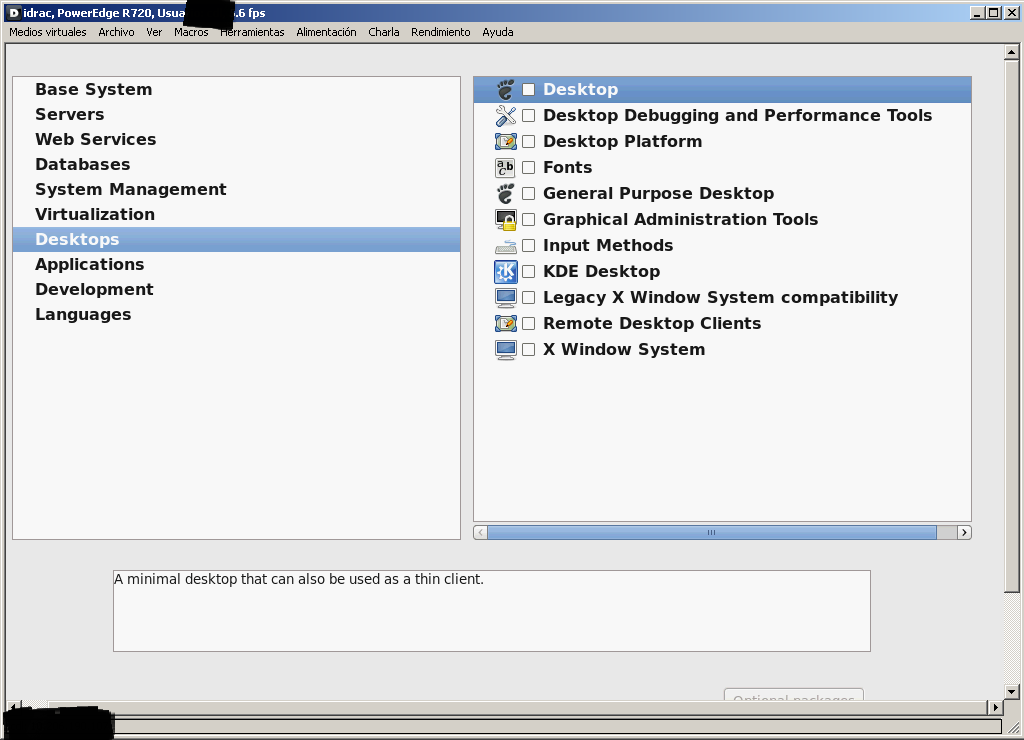 idrac, PowerEdge R720, Usua .6 fps
Medios virtuales Archivo Ver Macros Herramientas Alimentación Charla Rendimiento Ayuda
Base System
Servers
Web Services
Databases
System Management
Virtualization
Desktops
Applications
Development
Languages
Desktop
Desktop Debugging and Performance Tools
Desktop Platform
Fonts
General Purpose Desktop
Graphical Administration Tools
Input Methods
KDE Desktop
Legacy X Window System compatibility
Remote Desktop Clients
X Window System
A minimal desktop that can also be used as a thin client.
Optional packages